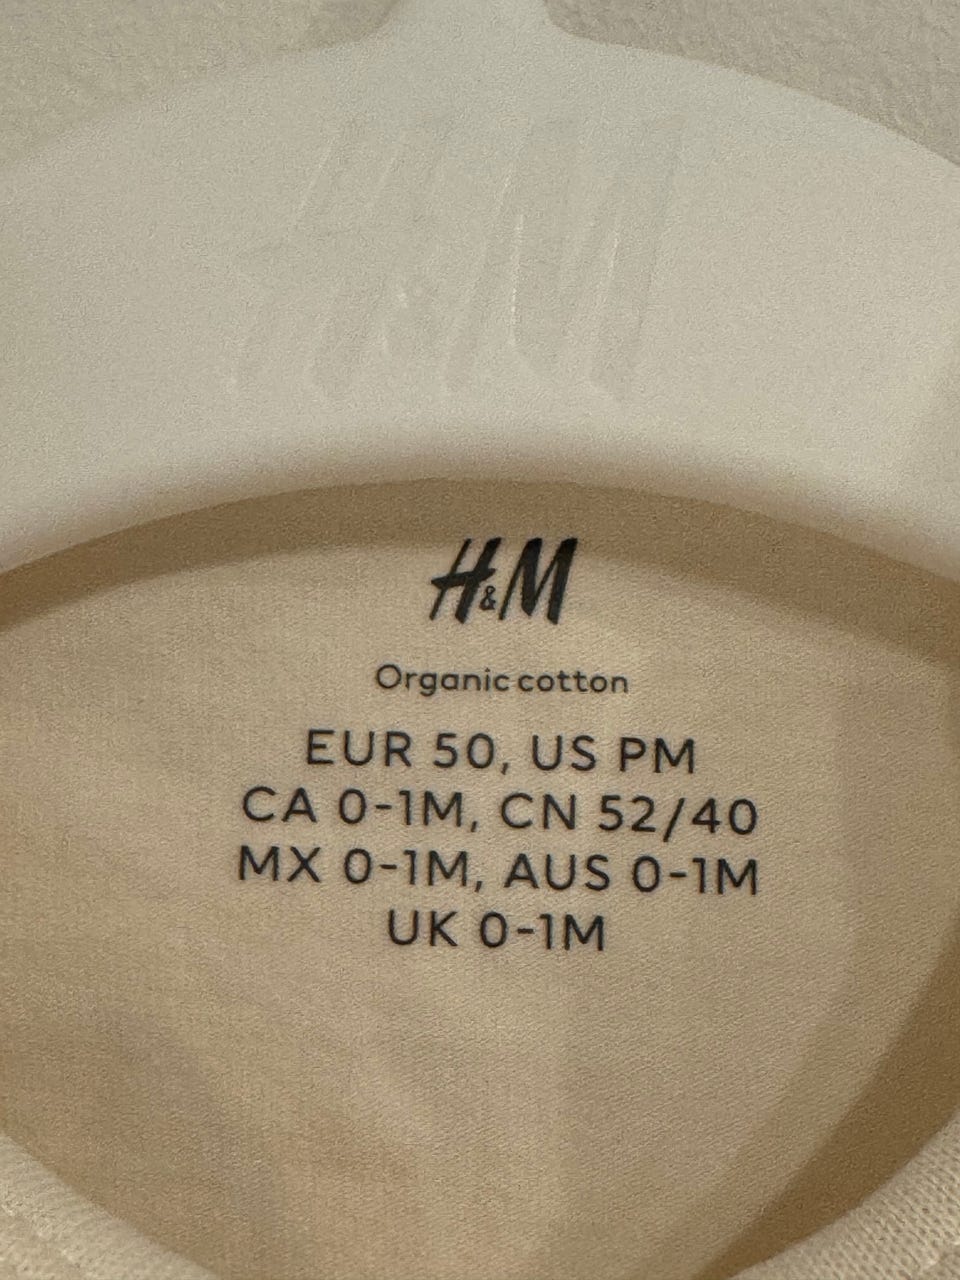 H&M
H&M
Organic cotton
EUR 50, US PM
CA 0-1M, CN 52/40
MX 0-1M, AUS 0-1M
UK 0-1M